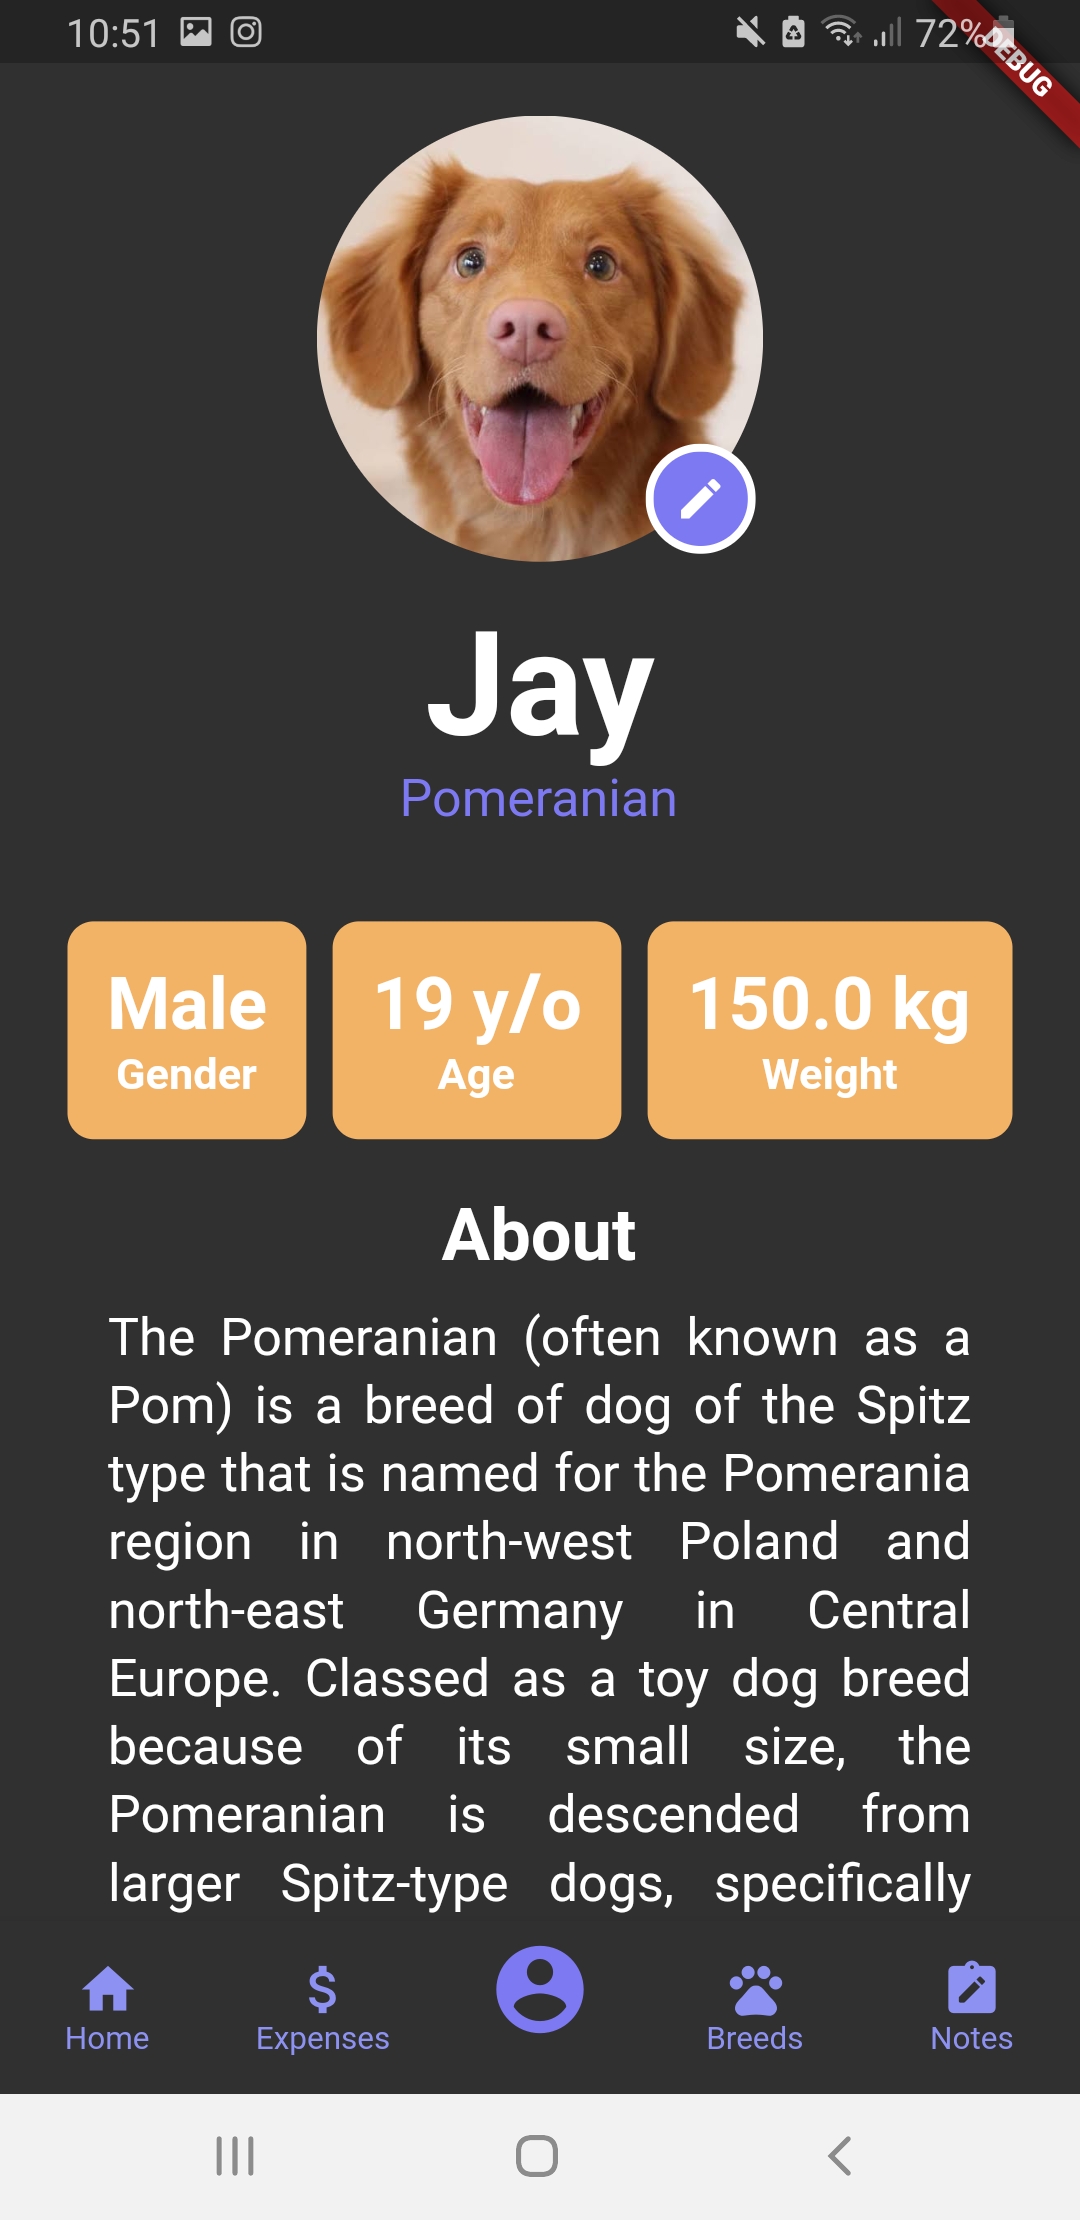 10:51
72%
DEBUG
Jay
Pomeranian
Male
Gender
19 y/o
Age
150.0 kg
Weight
About
The Pomeranian (often known as a
Pom) is a breed of dog of the Spitz
type that is named for the Pomerania
region in north-west Poland and
north-east Germany in Central
Europe. Classed as a toy dog breed
because of its small size, the
Pomeranian is descended from
larger Spitz-type dogs, specifically
Home
Expenses
Breeds
Notes